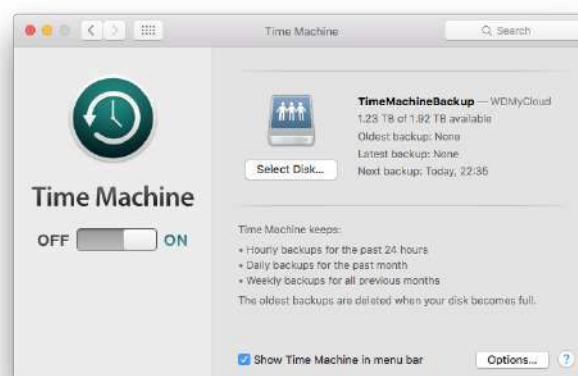 Time Machine
Search
Time Machine
OFF
ON
TimeMachineBackup — WDMyCloud
1.23 TB of 1.92 TB available
Oldest backup: None
Latest backup: None
Next backup: Today, 22:35
Select Disk...
Time Machine keeps:
• Hourly backups for the past 24 hours
• Daily backups for the past month
• Weekly backups for all previous months
The oldest backups are deleted when your disk becomes full.
Show Time Machine in menu bar
Options...
?